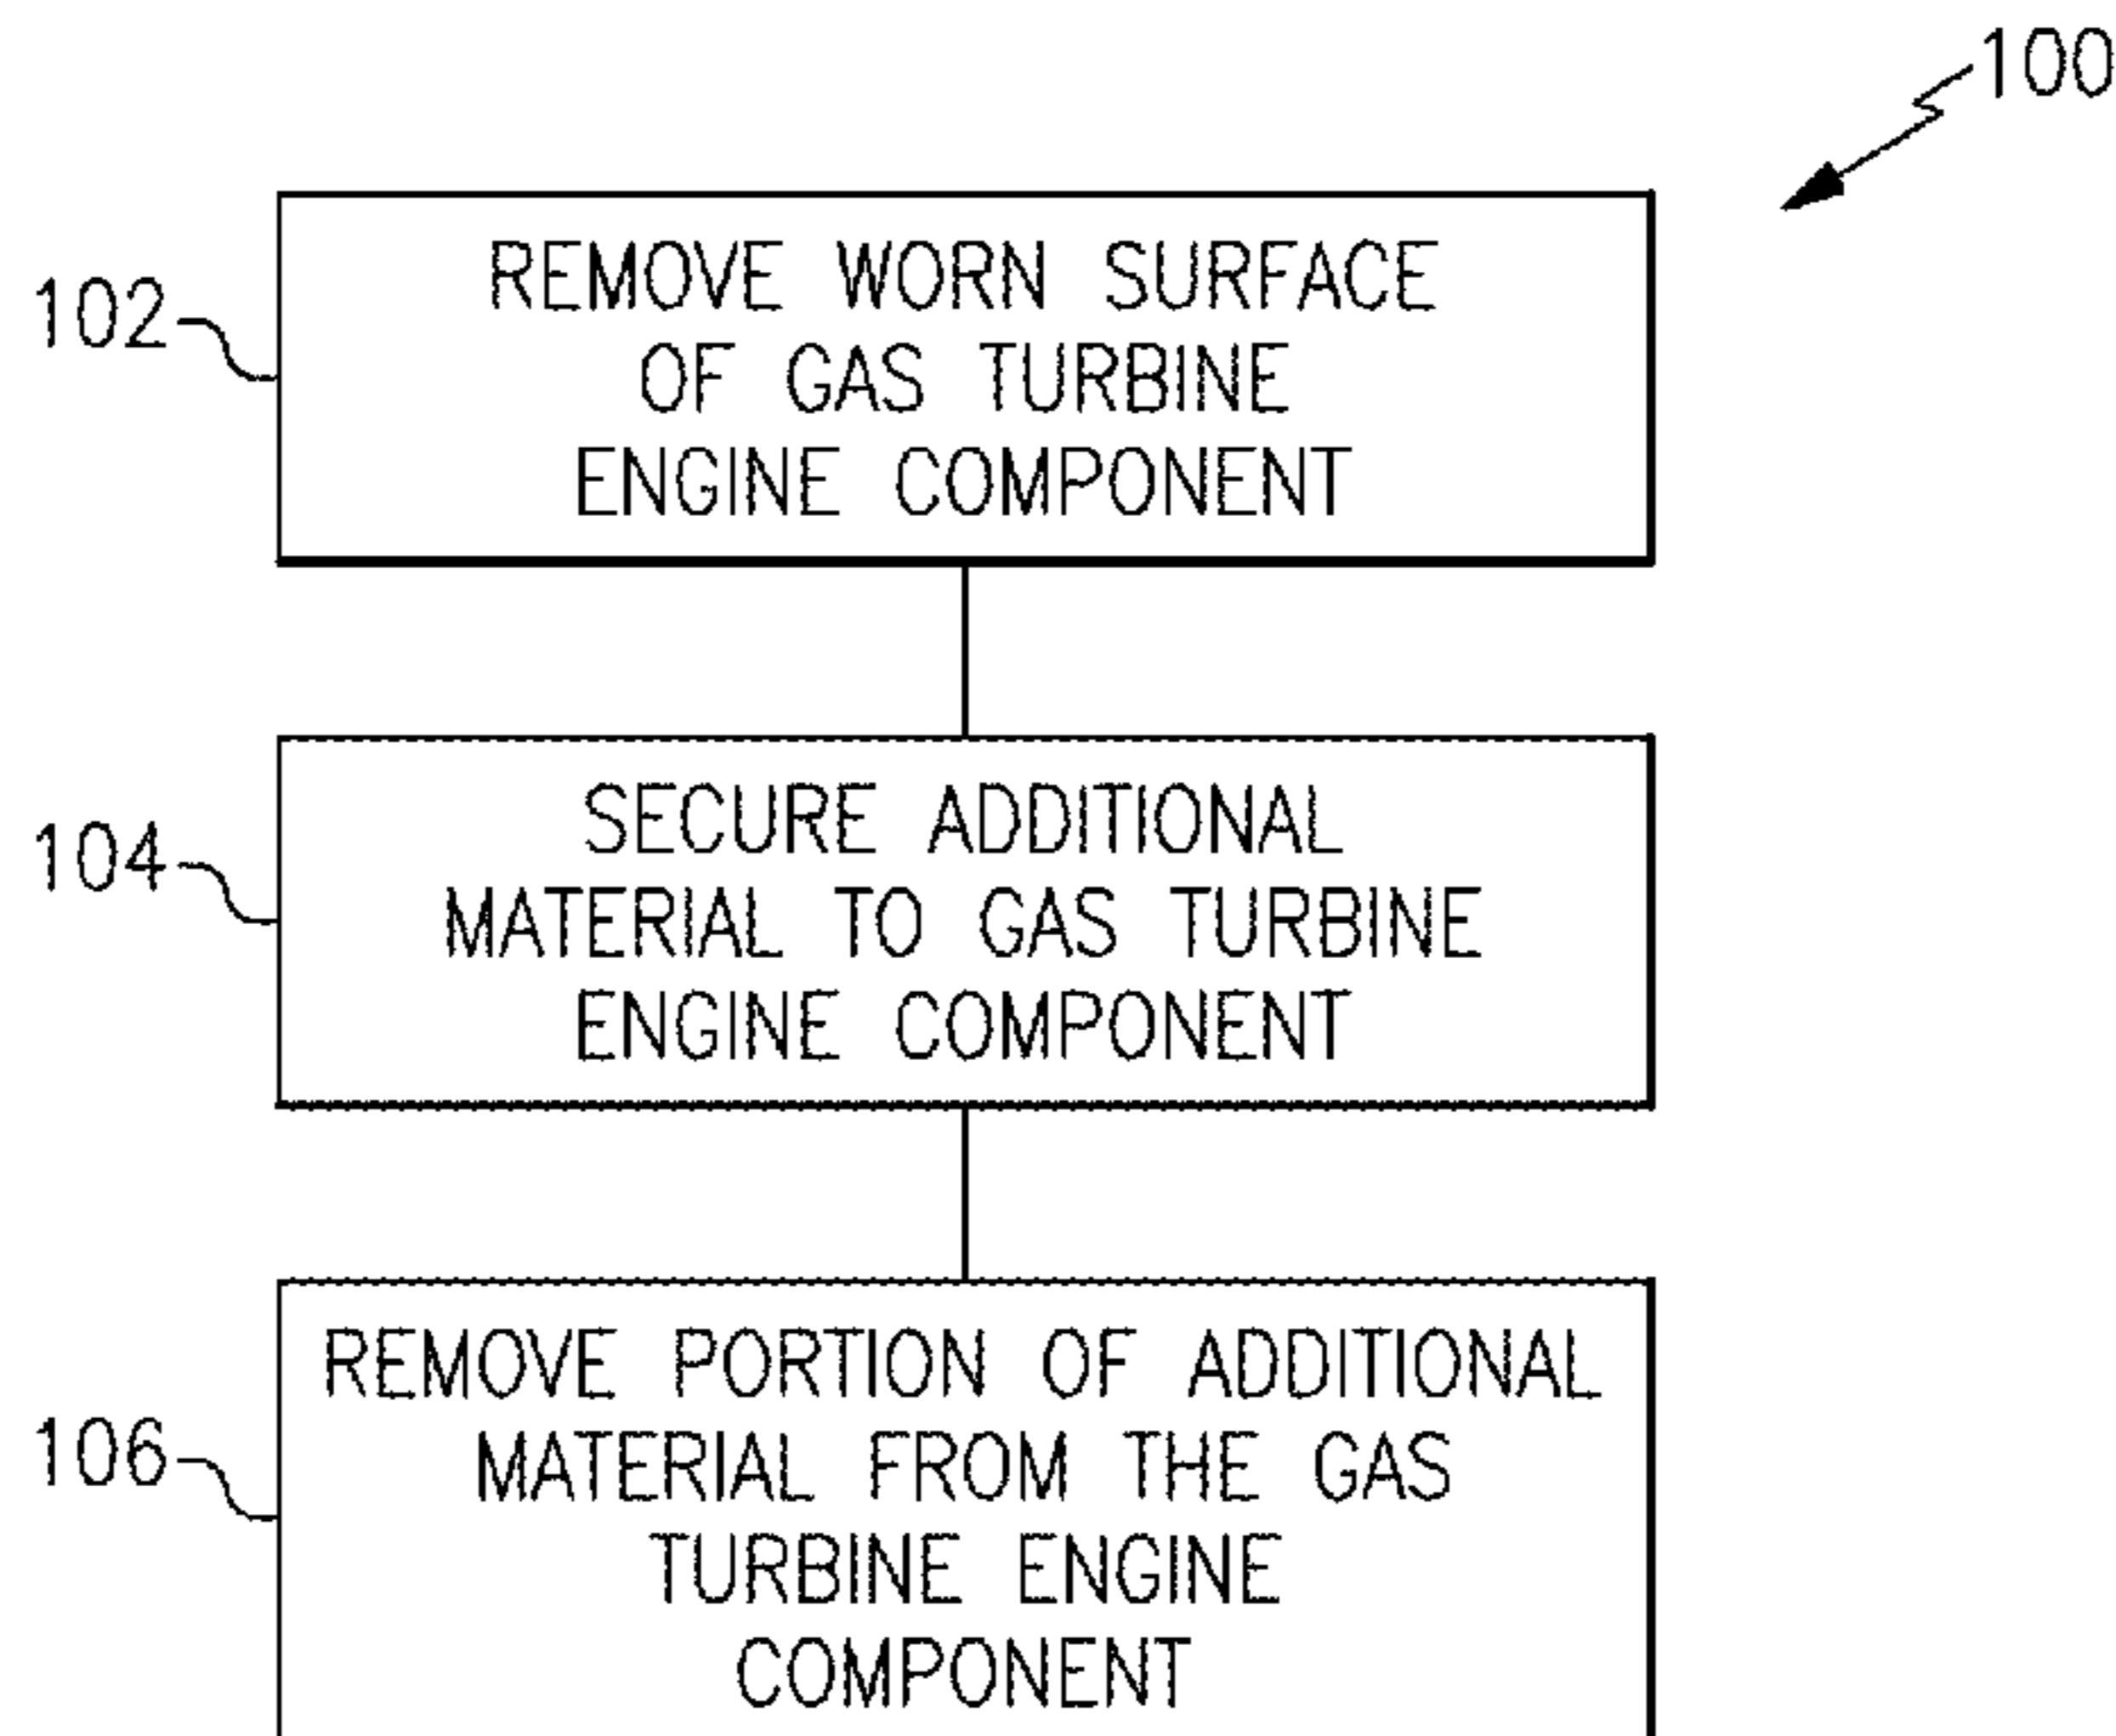 100
102
REMOVE WORN SURFACE
OF GAS TURBINE
ENGINE COMPONENT
104
SECURE ADDITIONAL
MATERIAL TO GAS TURBINE
ENGINE COMPONENT
106
REMOVE PORTION OF ADDITIONAL
MATERIAL FROM THE GAS
TURBINE ENGINE
COMPONENT